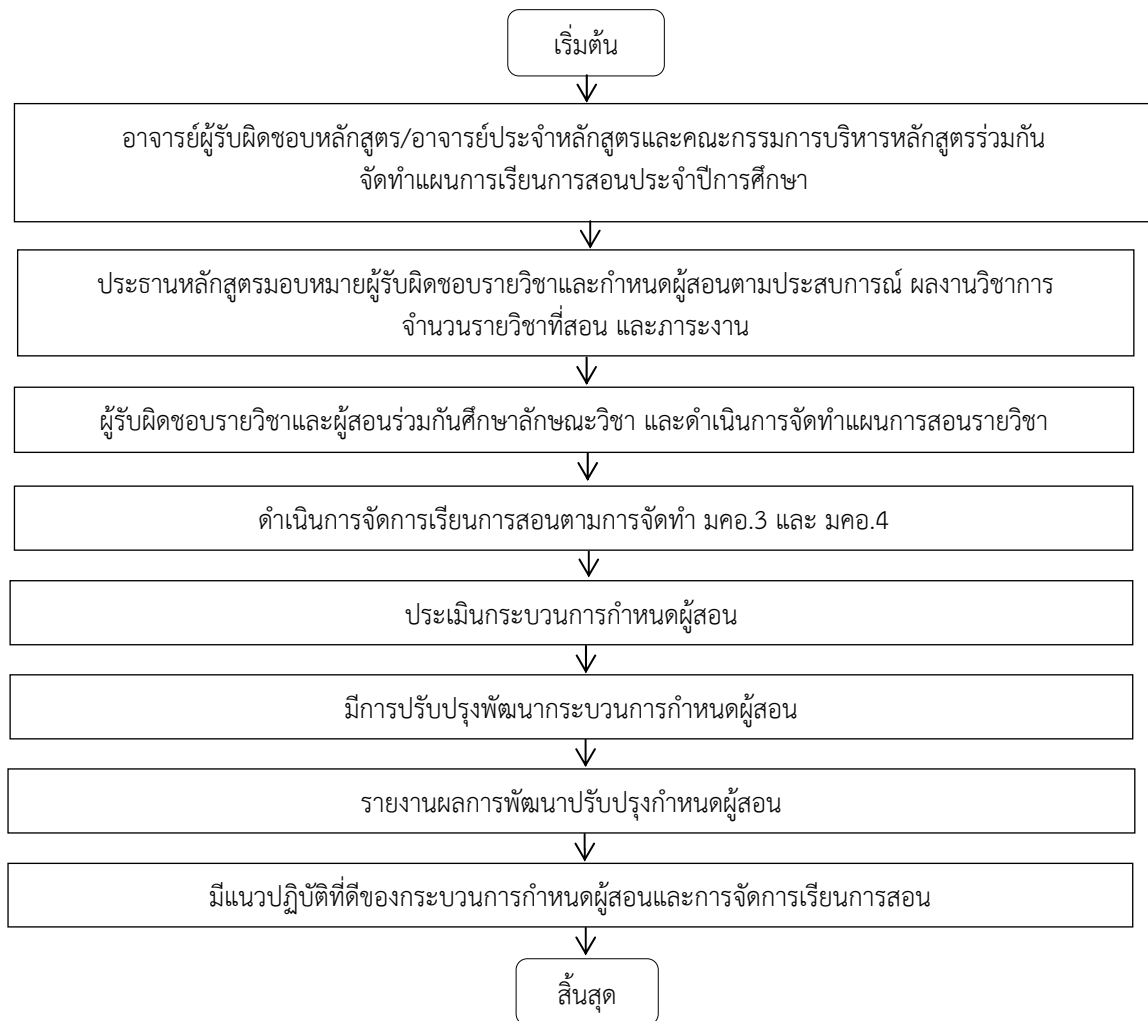 เริ่มต้น
อาจารย์ผู้รับผิดชอบหลักสูตร/อาจารย์ประจำหลักสูตรและคณะกรรมการบริหารหลักสูตรร่วมกัน
จัดทำแผนการเรียนการสอนประจำปีการศึกษา
ประธานหลักสูตรมอบหมายผู้รับผิดชอบรายวิชาและกำหนดผู้สอนตามประสบการณ์ ผลงานวิชาการ
จำนวนรายวิชาที่สอน และภาระงาน
ผู้รับผิดชอบรายวิชาและผู้สอนร่วมกันศึกษาลักษณะวิชา และดำเนินการจัดทำแผนการสอนรายวิชา
ดำเนินการจัดการเรียนการสอนตามการจัดทำ มคอ.3 และ มคอ.4
ประเมินกระบวนการกำหนดผู้สอน
มีการปรับปรุงพัฒนากระบวนการกำหนดผู้สอน
รายงานผลการพัฒนาปรับปรุงกำหนดผู้สอน
มีแนวปฏิบัติที่ดีของกระบวนการกำหนดผู้สอนและการจัดการเรียนการสอน
สิ้นสุด